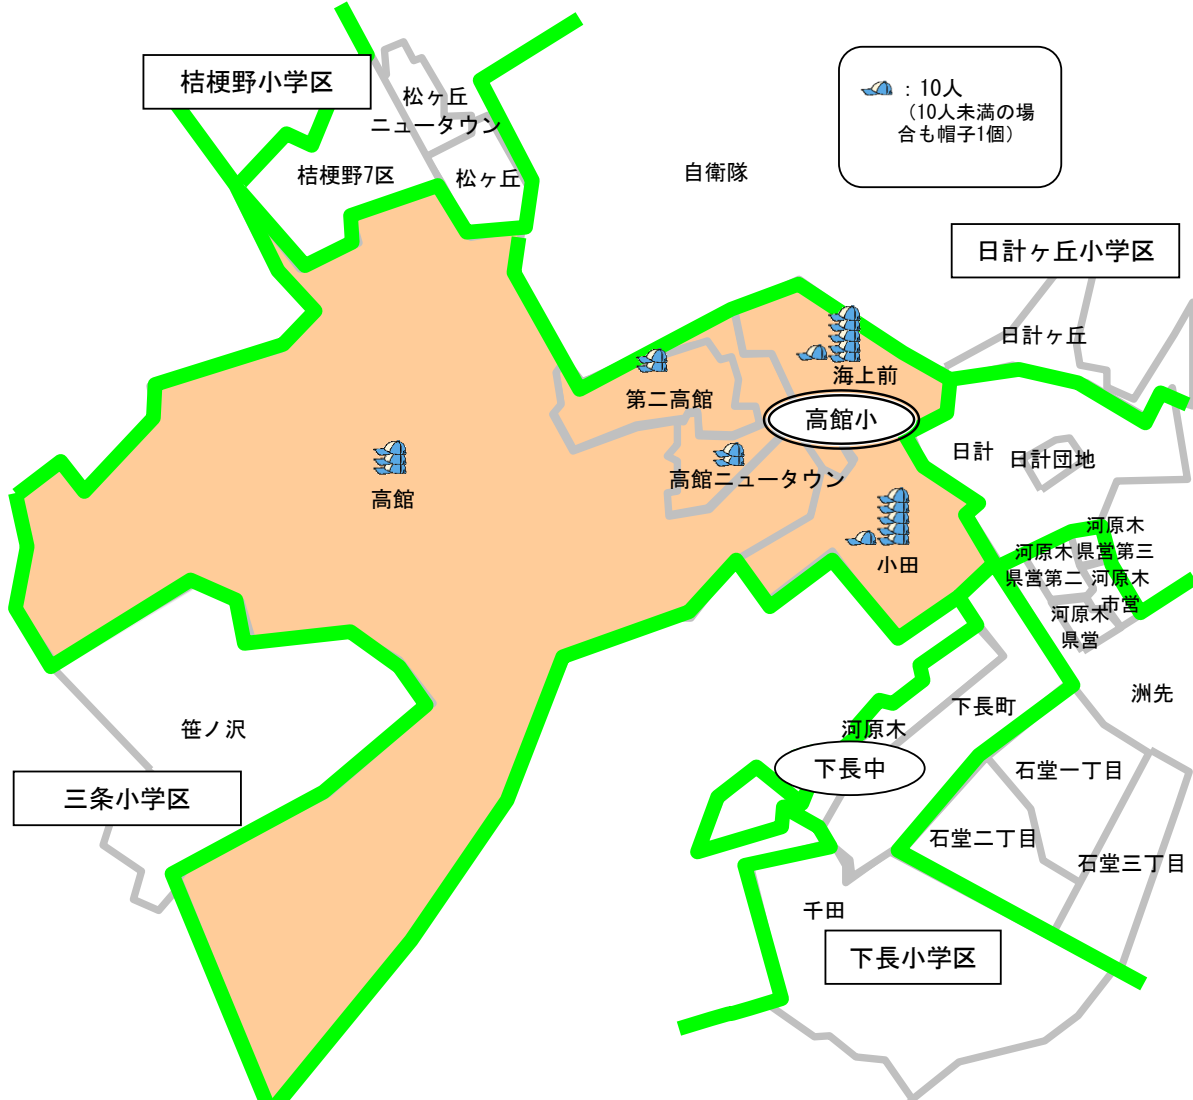 桔梗野小学区
松ヶ丘
ニュータウン
桔梗野7区
松ヶ丘
自衛隊
：10人
（10人未満の場
合も帽子1個）
日計ヶ丘小学区
日計ヶ丘
海上前
第二高館
高館小
日計
日計団地
高館
高館ニュータウン
小田
河原木
県営第三
河原木
県営第二
河原木
市営
河原木
県営
洲先
下長町
河原木
下長中
笹ノ沢
三条小学区
石堂一丁目
石堂二丁目
石堂三丁目
千田
下長小学区